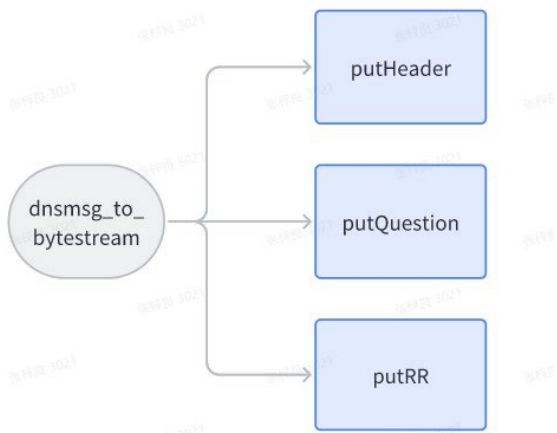 putHeader
dnsmsg_to_
bytestream
putQuestion
putRR